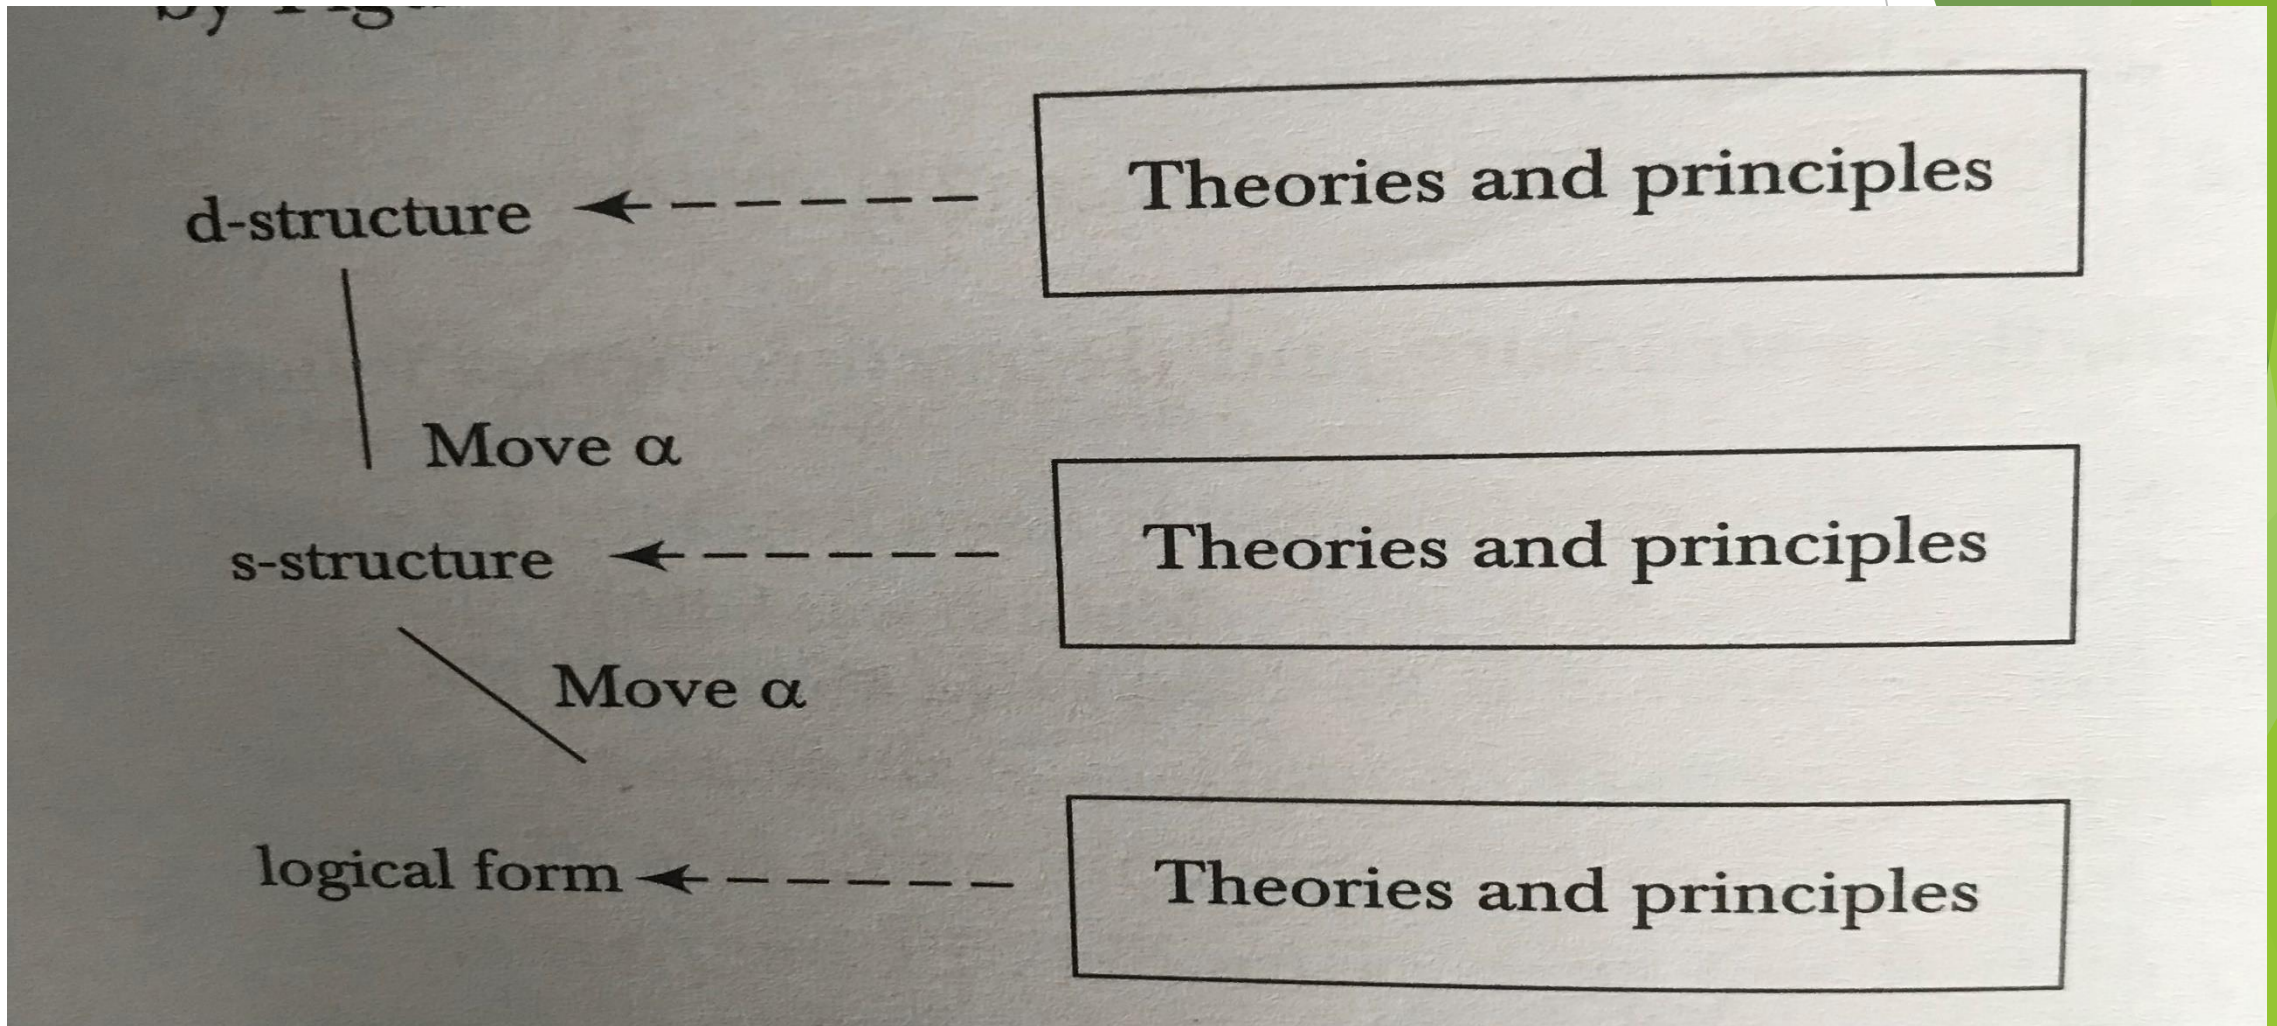 d-structure
Theories and principles
Move α
s-structure
Theories and principles
Move α
logical form
Theories and principles